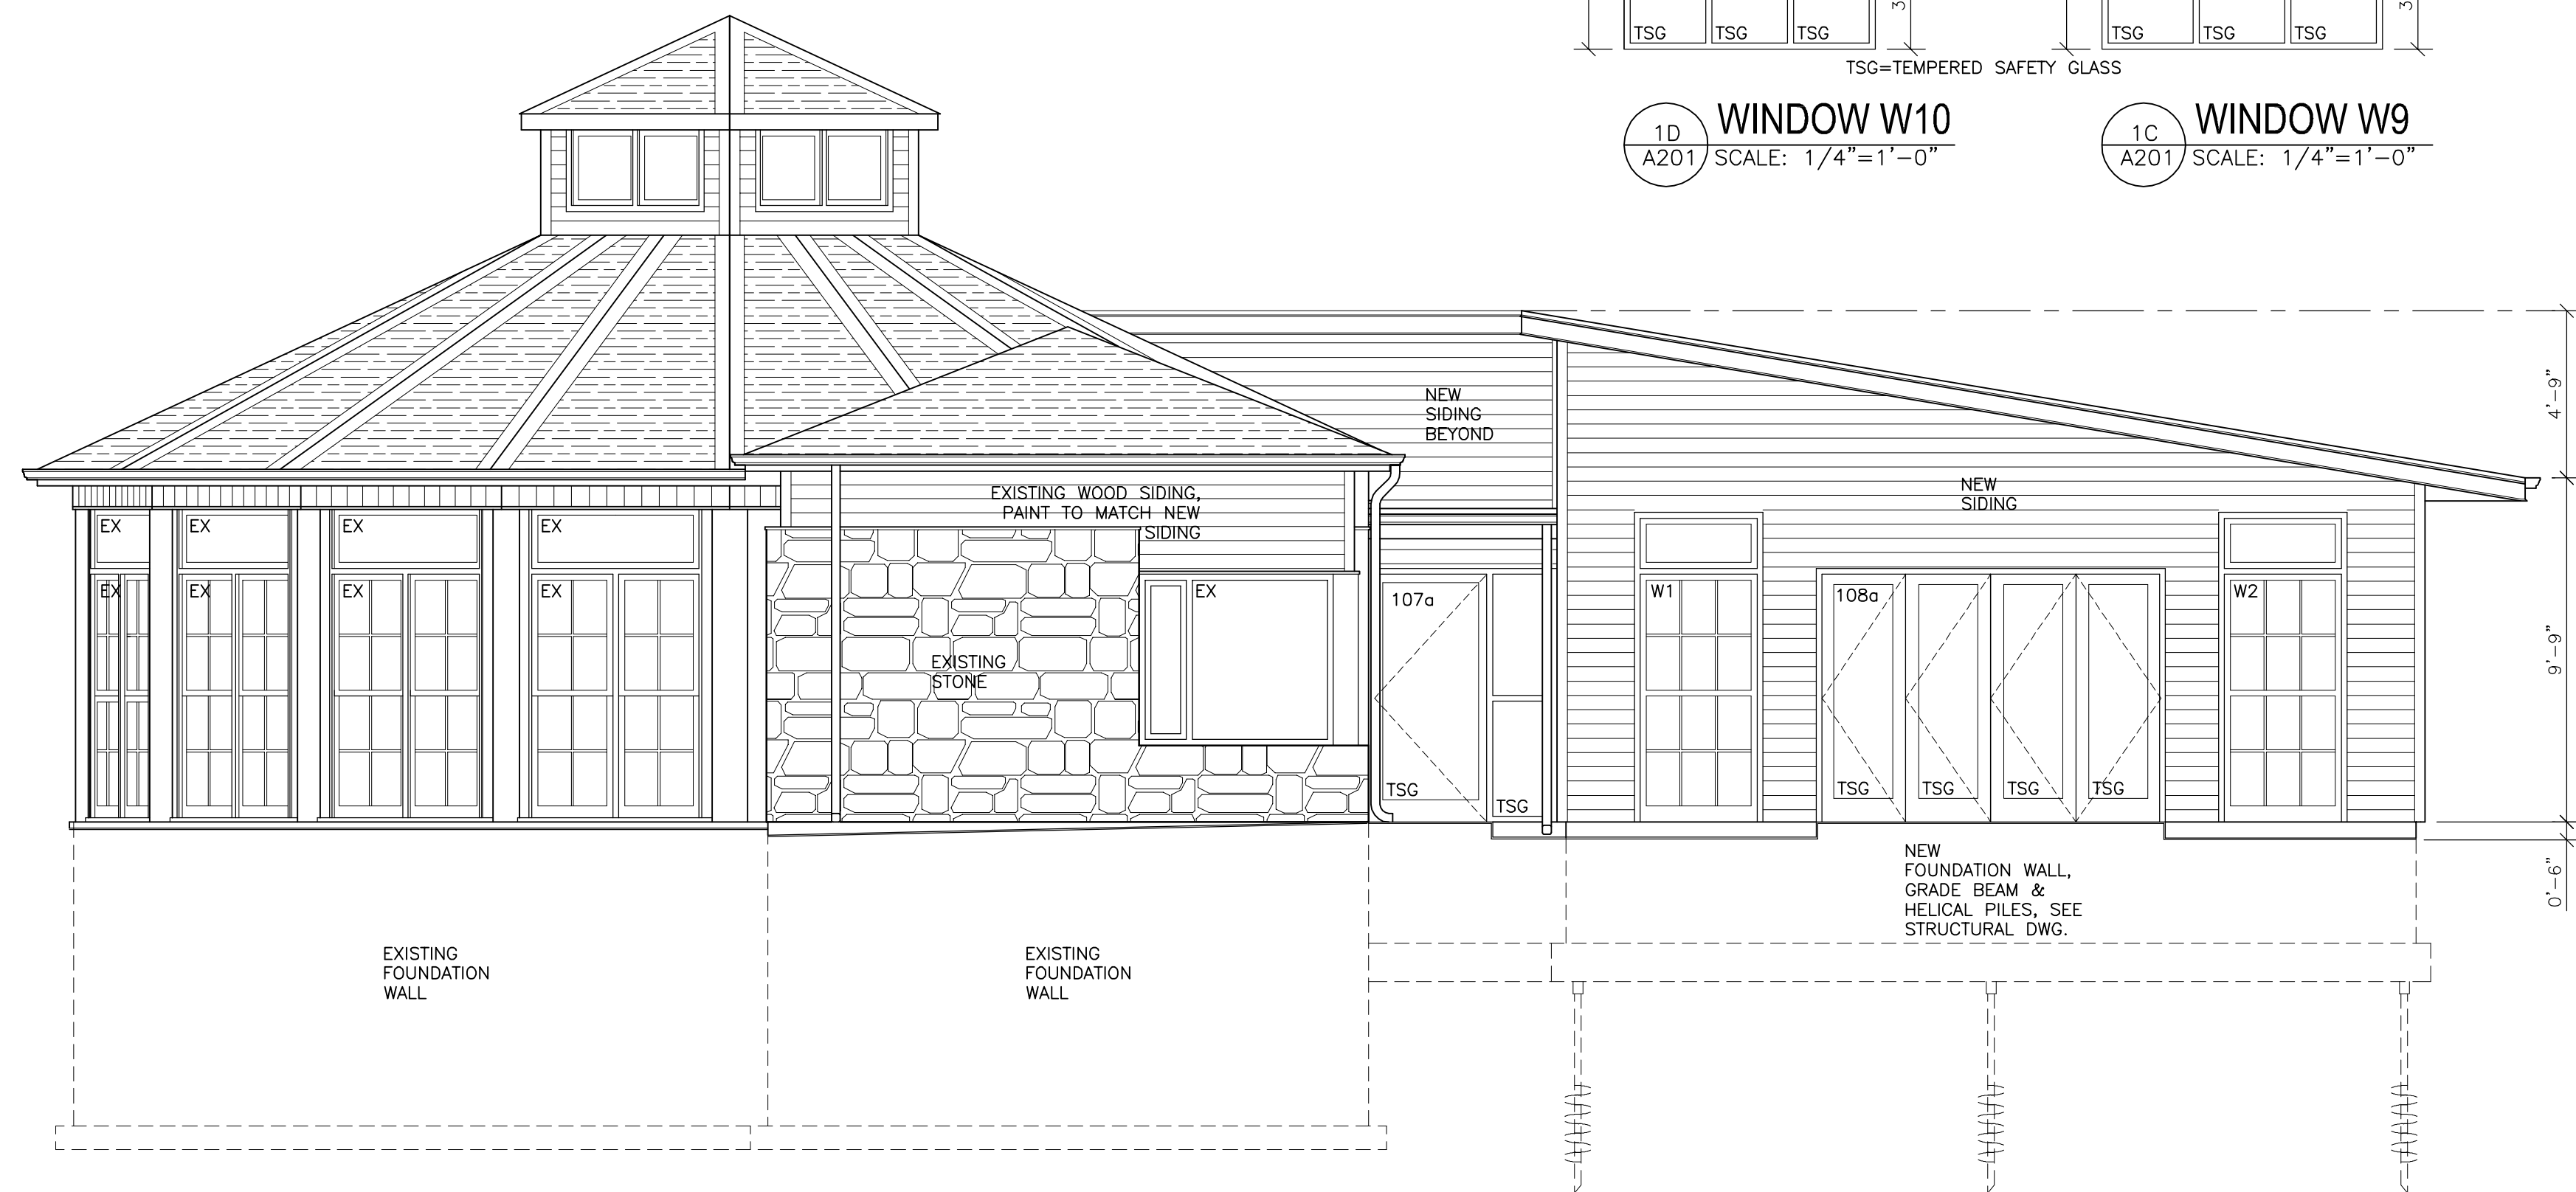 TSG TSG TSG
TSG TSG TSG
3
3
TSG=TEMPERED SAFETY GLASS
1D
A201
WINDOW W10
SCALE: 1/4"=1'-0"
1C
A201
WINDOW W9
SCALE: 1/4"=1'-0"
NEW
SIDING
BEYOND
4'-9"
EXISTING WOOD SIDING,
PAINT TO MATCH NEW
SIDING
NEW
SIDING
EX EX EX EX
EX EX EX EX
EX
107a
W1
108a
W2
EXISTING
STONE
9'-9"
TSG
TSG
TSG TSG TSG TSG
NEW
FOUNDATION WALL,
GRADE BEAM &
HELICAL PILES, SEE
STRUCTURAL DWG.
0'-6"
EXISTING
FOUNDATION
WALL
EXISTING
FOUNDATION
WALL